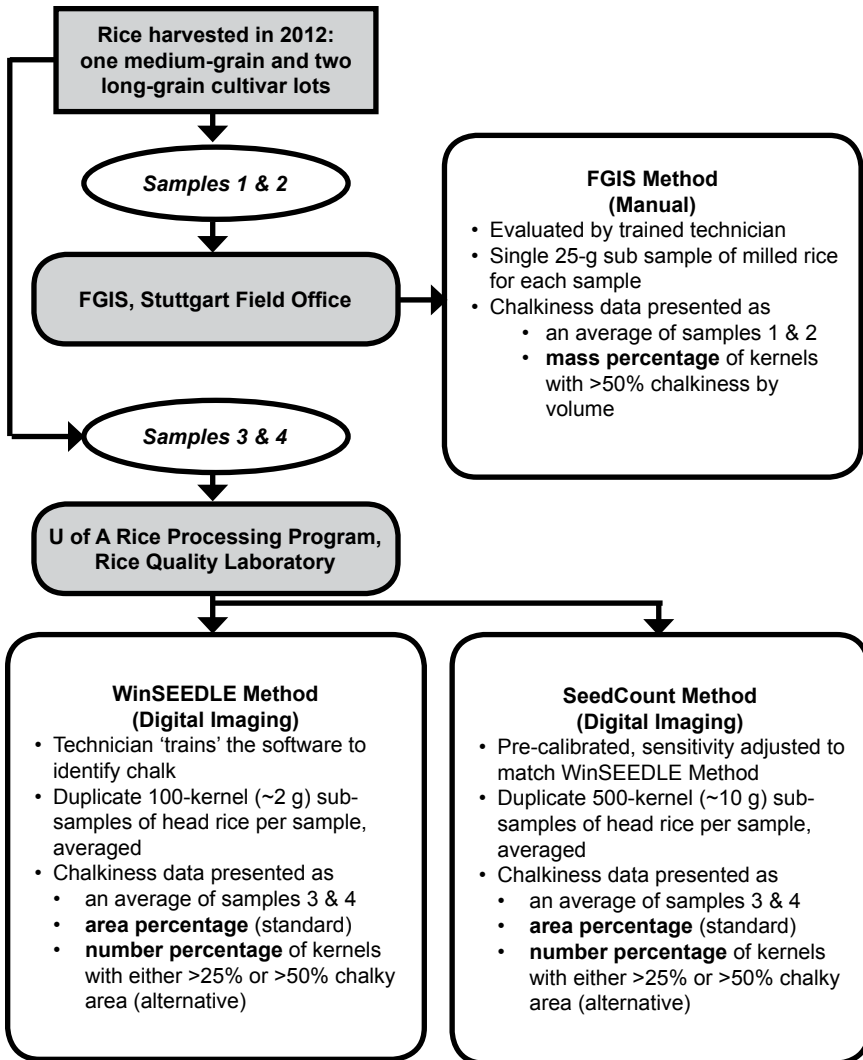 Rice harvested in 2012:
one medium-grain and two
long-grain cultivar lots
Samples 1 & 2
FGIS, Stuttgart Field Office
FGIS Method
(Manual)
• Evaluated by trained technician
• Single 25-g sub sample of milled rice
for each sample
• Chalkiness data presented as
• an average of samples 1 & 2
• mass percentage of kernels
with >50% chalkiness by
volume
Samples 3 & 4
U of A Rice Processing Program,
Rice Quality Laboratory
WinSEEDLE Method
(Digital Imaging)
• Technician ‘trains’ the software to
identify chalk
• Duplicate 100-kernel (~2 g) sub-
samples of head rice per sample,
averaged
• Chalkiness data presented as
• an average of samples 3 & 4
• area percentage (standard)
• number percentage of kernels
with either >25% or >50% chalky
area (alternative)
SeedCount Method
(Digital Imaging)
• Pre-calibrated, sensitivity adjusted to
match WinSEEDLE Method
• Duplicate 500-kernel (~10 g) sub-
samples of head rice per sample,
averaged
• Chalkiness data presented as
• an average of samples 3 & 4
• area percentage (standard)
• number percentage of kernels
with either >25% or >50% chalky
area (alternative)